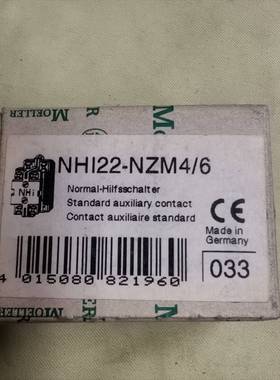 MOELLER
NHI22-NZM4/6
NHi
Normal-Hilfsschalter
Standard auxiliary contact
Contact auxiliaire standard
CE
Made in
Germany
4 015080 821960
033
MOELLER